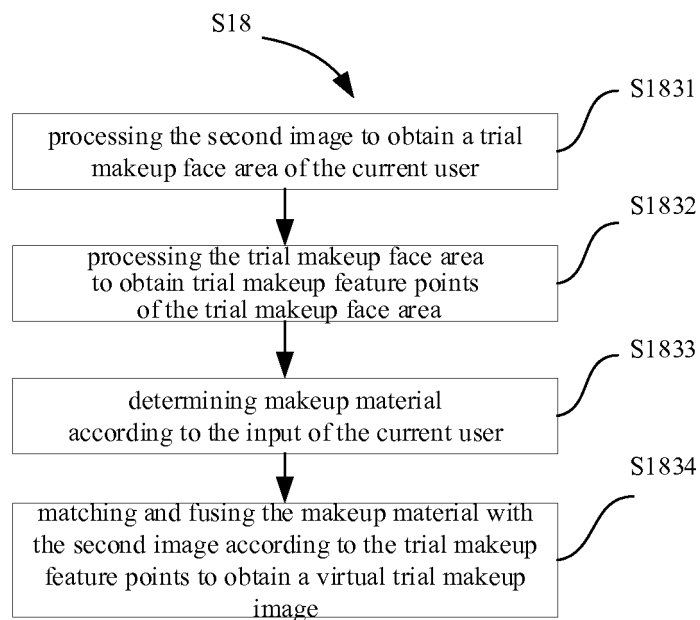 S18
S1831
processing the second image to obtain a trial
makeup face area of the current user
S1832
processing the trial makeup face area
to obtain trial makeup feature points
of the trial makeup face area
S1833
determining makeup material
according to the input of the current user
S1834
matching and fusing the makeup material with
the second image according to the trial makeup
feature points to obtain a virtual trial makeup
image